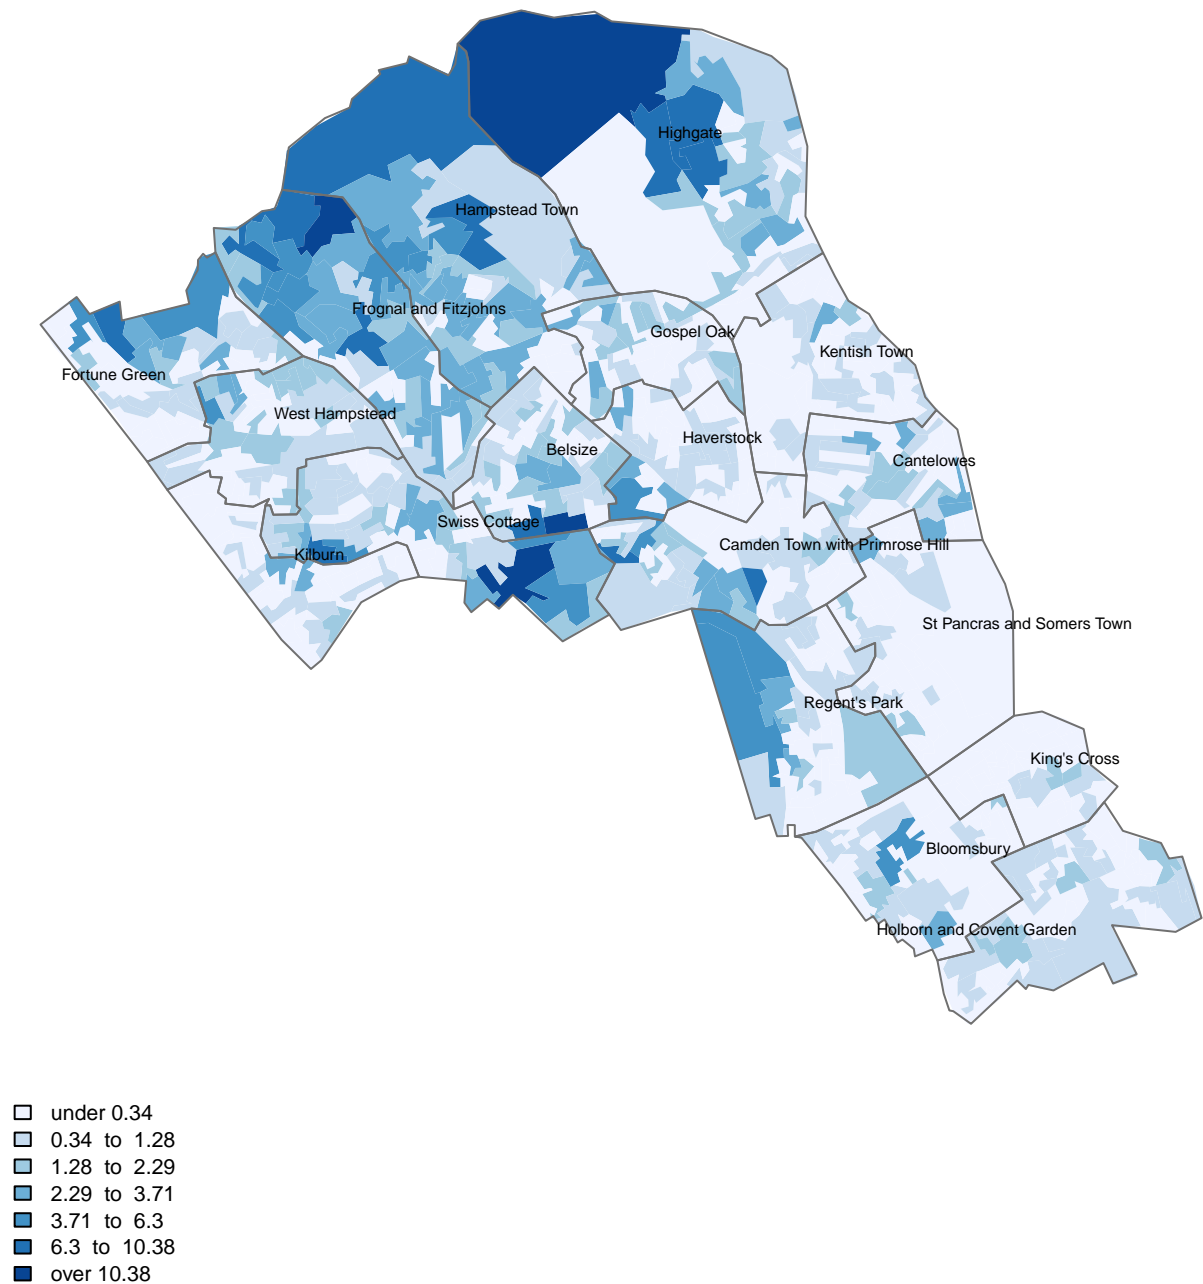 Highgate
Hampstead Town
Frognal and Fitzjohns
Gospel Oak
Kentish Town
Fortune Green
West Hampstead
Haverstock
Belsize
Cantelowes
Swiss Cottage
Camden Town with Primrose Hill
Kilburn
St Pancras and Somers Town
Regent's Park
King's Cross
Bloomsbury
Holborn and Covent Garden
under 0.34
0.34 to 1.28
1.28 to 2.29
2.29 to 3.71
3.71 to 6.3
6.3 to 10.38
over 10.38